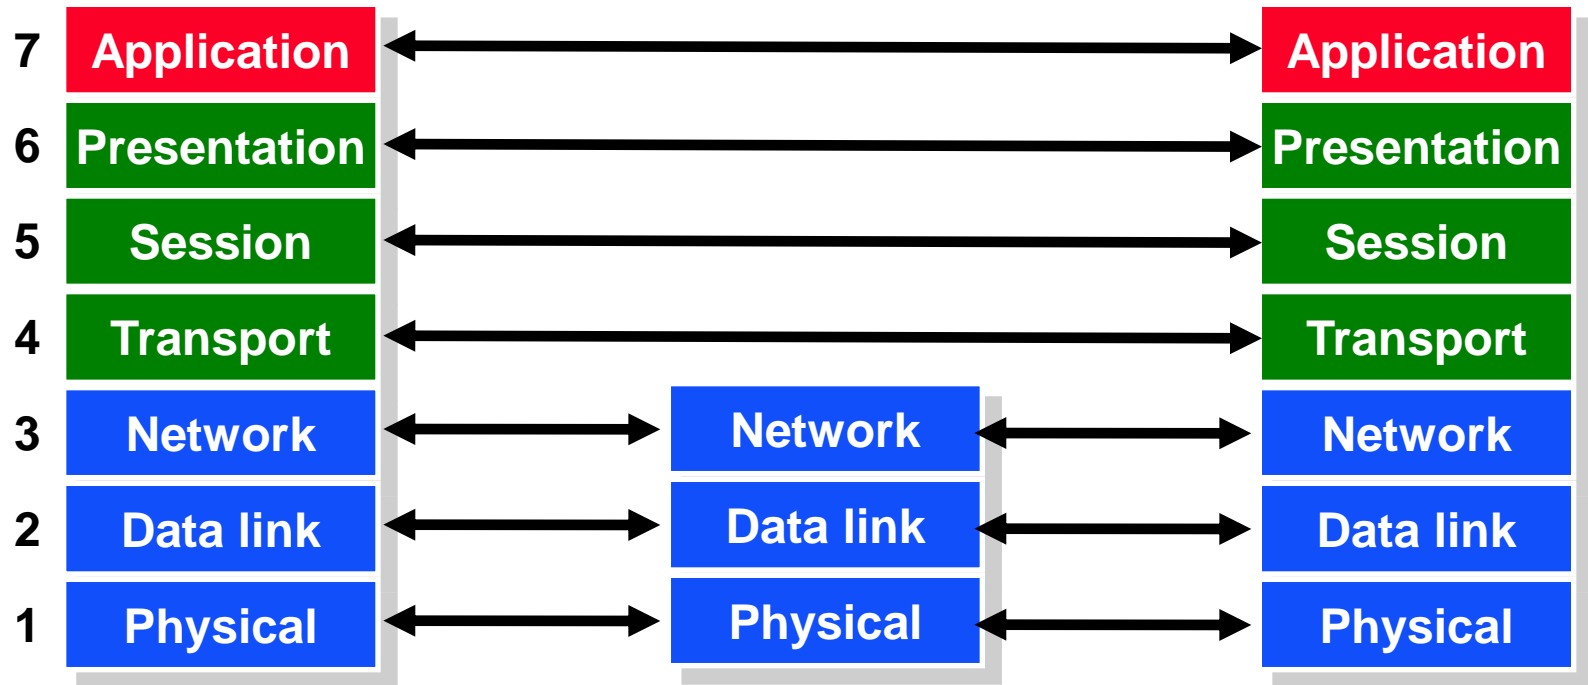 7 Application Application
6 Presentation Presentation
5 Session Session
4 Transport Transport
3 Network Network Network
2 Data link Data link Data link
1 Physical Physical Physical